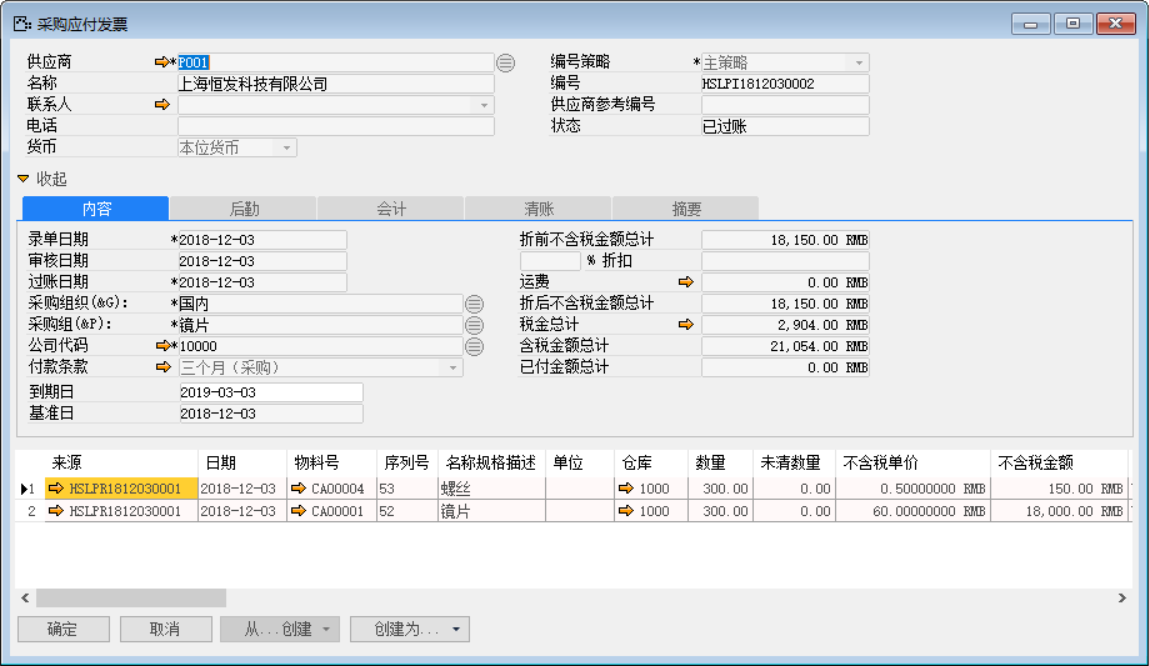 采购应付发票
供应商 *P001 编号策略 *主策略
名称 上海恒发科技有限公司 编号 HSLPI1812030002
联系人 供应商参考编号
电话 状态 已过账
货币 本位货币
收起
内容 后勤 会计 清账 摘要
录单日期 *2018-12-03 折前不含税金额总计 18,150.00 RMB
审核日期 2018-12-03 % 折扣
过账日期 *2018-12-03 运费 0.00 RMB
采购组织(&G): *国内 折后不含税金额总计 18,150.00 RMB
采购组(&P): *镜片 税金总计 2,904.00 RMB
公司代码 *10000 含税金额总计 21,054.00 RMB
付款条款 三个月（采购） 已付金额总计 0.00 RMB
到期日 2019-03-03
基准日 2018-12-03
来源 日期 物料号 序列号 名称规格描述 单位 仓库 数量 未清数量 不含税单价 不含税金额
1 HSLPR1812030001 2018-12-03 CA00004 53 螺丝 1000 300.00 0.00 0.50000000 RMB 150.00 RMB
2 HSLPR1812030001 2018-12-03 CA00001 52 镜片 1000 300.00 0.00 60.00000000 RMB 18,000.00 RMB
确定 取消 从...创建 创建为...